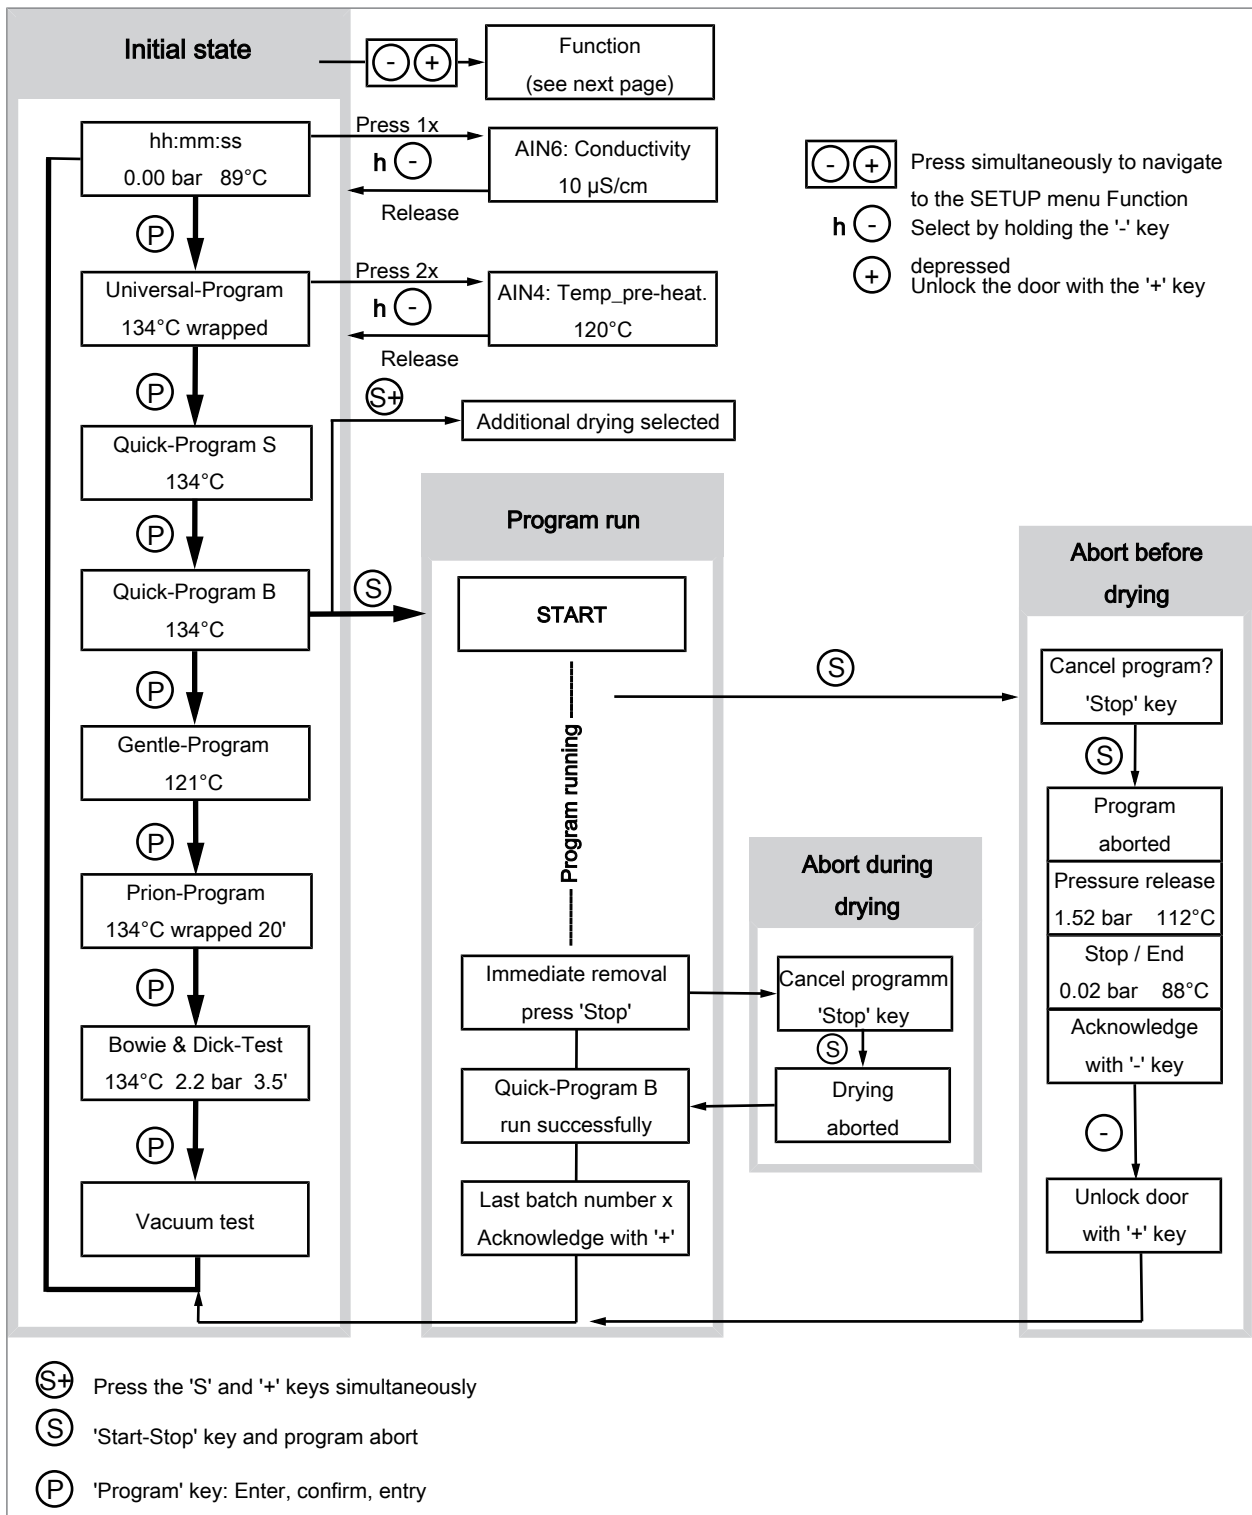 Initial state
- +
Function
(see next page)
hh:mm:ss
0.00 bar 89°C
Press 1x
h -
Release
AIN6: Conductivity
10 µS/cm
- +
Press simultaneously to navigate
to the SETUP menu Function
h -
Select by holding the '-' key
depressed
+
Unlock the door with the '+' key
P
Universal-Program
134°C wrapped
Press 2x
h -
Release
AIN4: Temp_pre-heat.
120°C
P
S+
Additional drying selected
Quick-Program S
134°C
P
Quick-Program B
134°C
S
P
Gentle-Program
121°C
P
Prion-Program
134°C wrapped 20'
P
Bowie & Dick-Test
134°C 2.2 bar 3.5'
P
Vacuum test
Program run
START
Program running
S
Immediate removal
press 'Stop'
Quick-Program B
run successfully
Last batch number x
Acknowledge with '+'
Abort during
drying
Cancel programm
'Stop' key
S
Drying
aborted
Abort before
drying
Cancel program?
'Stop' key
S
Program
aborted
Pressure release
1.52 bar 112°C
Stop / End
0.02 bar 88°C
Acknowledge
with '-' key
-
Unlock door
with '+' key
S+ Press the 'S' and '+' keys simultaneously
S 'Start-Stop' key and program abort
P 'Program' key: Enter, confirm, entry